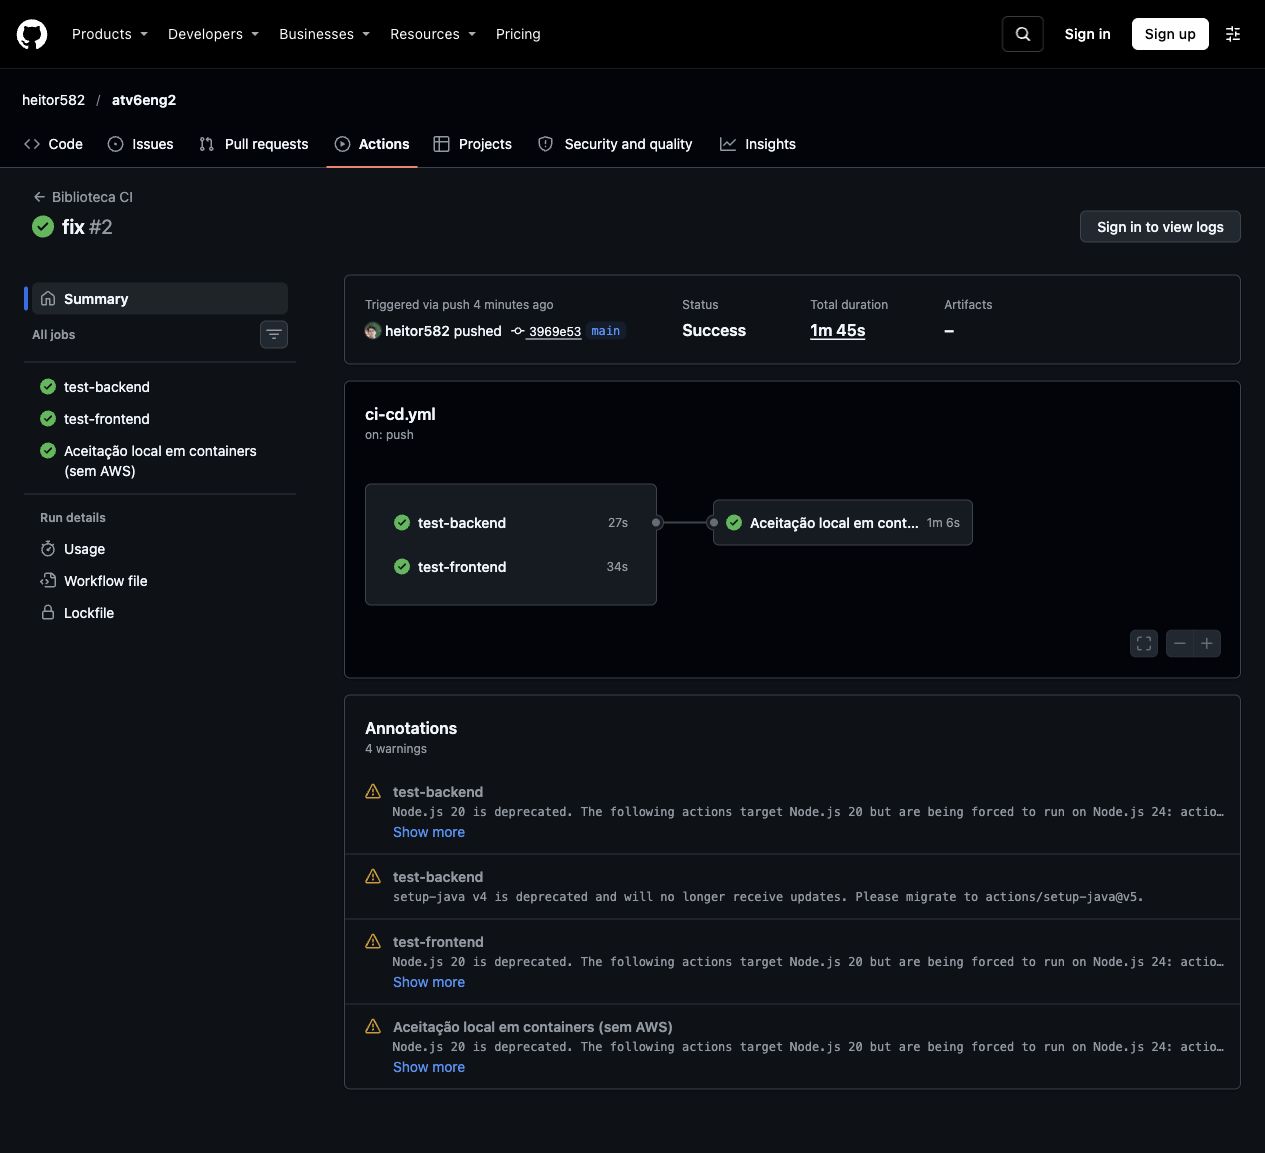 Products
Developers
Businesses
Resources
Pricing
Sign in
Sign up
heitor582 / atv6eng2
Code
Issues
Pull requests
Actions
Projects
Security and quality
Insights
← Biblioteca CI
fix #2
Sign in to view logs
Summary
All jobs
test-backend
test-frontend
Aceitação local em containers
(sem AWS)
Run details
Usage
Workflow file
Lockfile
Triggered via push 4 minutes ago
heitor582 pushed 3969e53 main
Status
Success
Total duration
1m 45s
Artifacts
–
ci-cd.yml
on: push
test-backend 27s
test-frontend 34s
Aceitação local em cont... 1m 6s
Annotations
4 warnings
test-backend
Node.js 20 is deprecated. The following actions target Node.js 20 but are being forced to run on Node.js 24: actio…
Show more
test-backend
setup-java v4 is deprecated and will no longer receive updates. Please migrate to actions/setup-java@v5.
test-frontend
Node.js 20 is deprecated. The following actions target Node.js 20 but are being forced to run on Node.js 24: actio…
Show more
Aceitação local em containers (sem AWS)
Node.js 20 is deprecated. The following actions target Node.js 20 but are being forced to run on Node.js 24: actio…
Show more